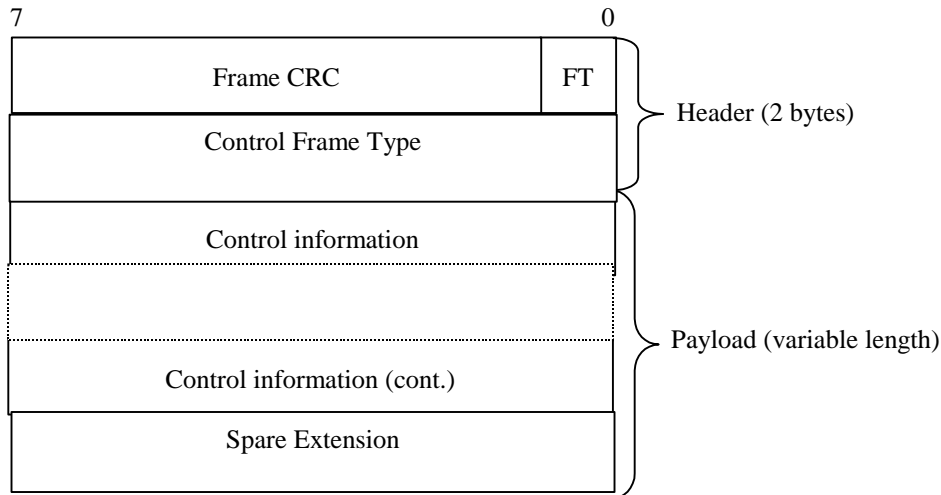 7 0
Frame CRC FT
Header (2 bytes)
Control Frame Type
Control information
Payload (variable length)
Control information (cont.)
Spare Extension